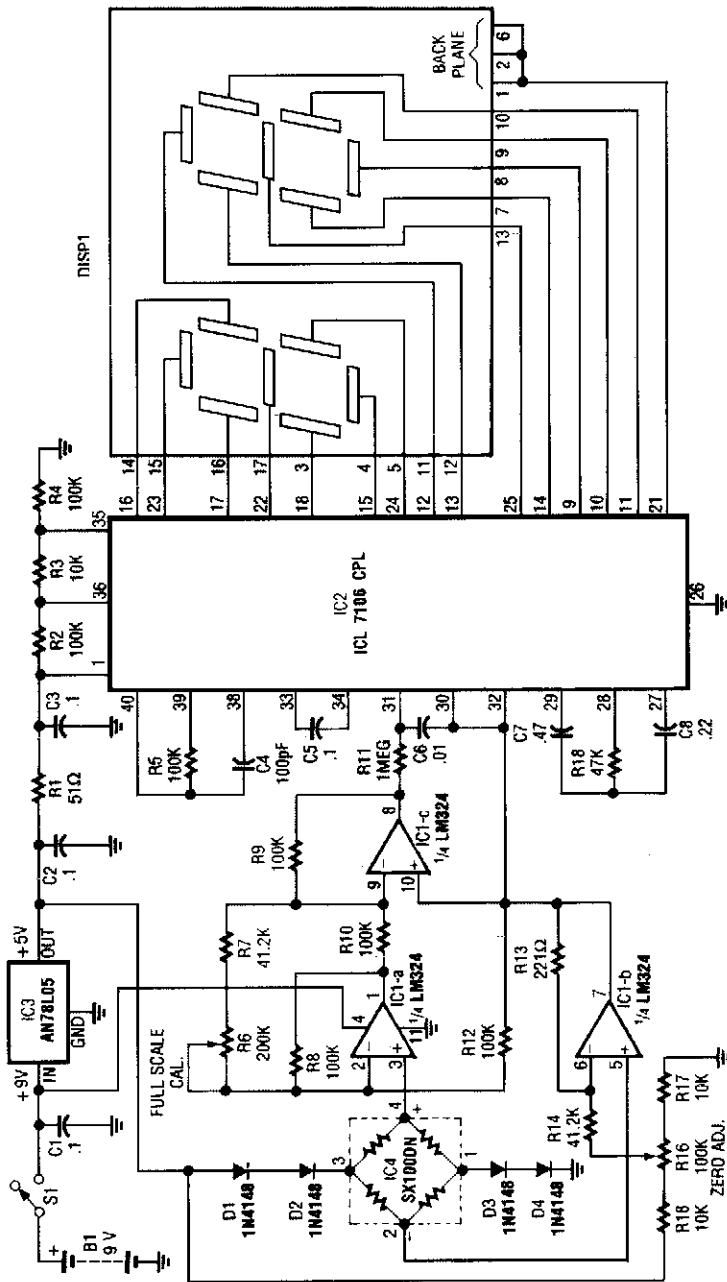 DISP1
BACK
PLANE
1
2
6
14
15
16
17
3
4
5
11
12
13
7
8
9
10
16
23
17
22
18
15
24
12
13
25
14
9
10
11
21
IC2
ICL 7106 CPL
1
36
35
40
39
38
33
34
31
30
32
29
28
27
26
R4
100K
R3
10K
R2
100K
C3
.1
R1
51Ω
C2
.1
+5V
OUT
IC3
AN78L05
GND
IN
+9V
C1
.1
S1
+
B1
9 V
R5
100K
C4
100pF
C5
.1
R11
1MEG
C6
.01
C7
.47
R18
47K
C8
.22
R9
100K
R7
41.2K
FULL SCALE
CAL.
R6
200K
R8
100K
R10
100K
8
9
10
-
+
IC1-c
¼ LM324
1
2
3
4
11
-
+
IC1-a
¼ LM324
R12
100K
R13
221Ω
7
6
5
-
+
IC1-b
¼ LM324
R14
41.2K
R17
10K
R16
100K
ZERO ADJ.
R18
10K
D1
1N4148
D2
1N4148
3
4
+
IC4
SX100DN
2
-
1
D3
1N4148
D4
1N4148